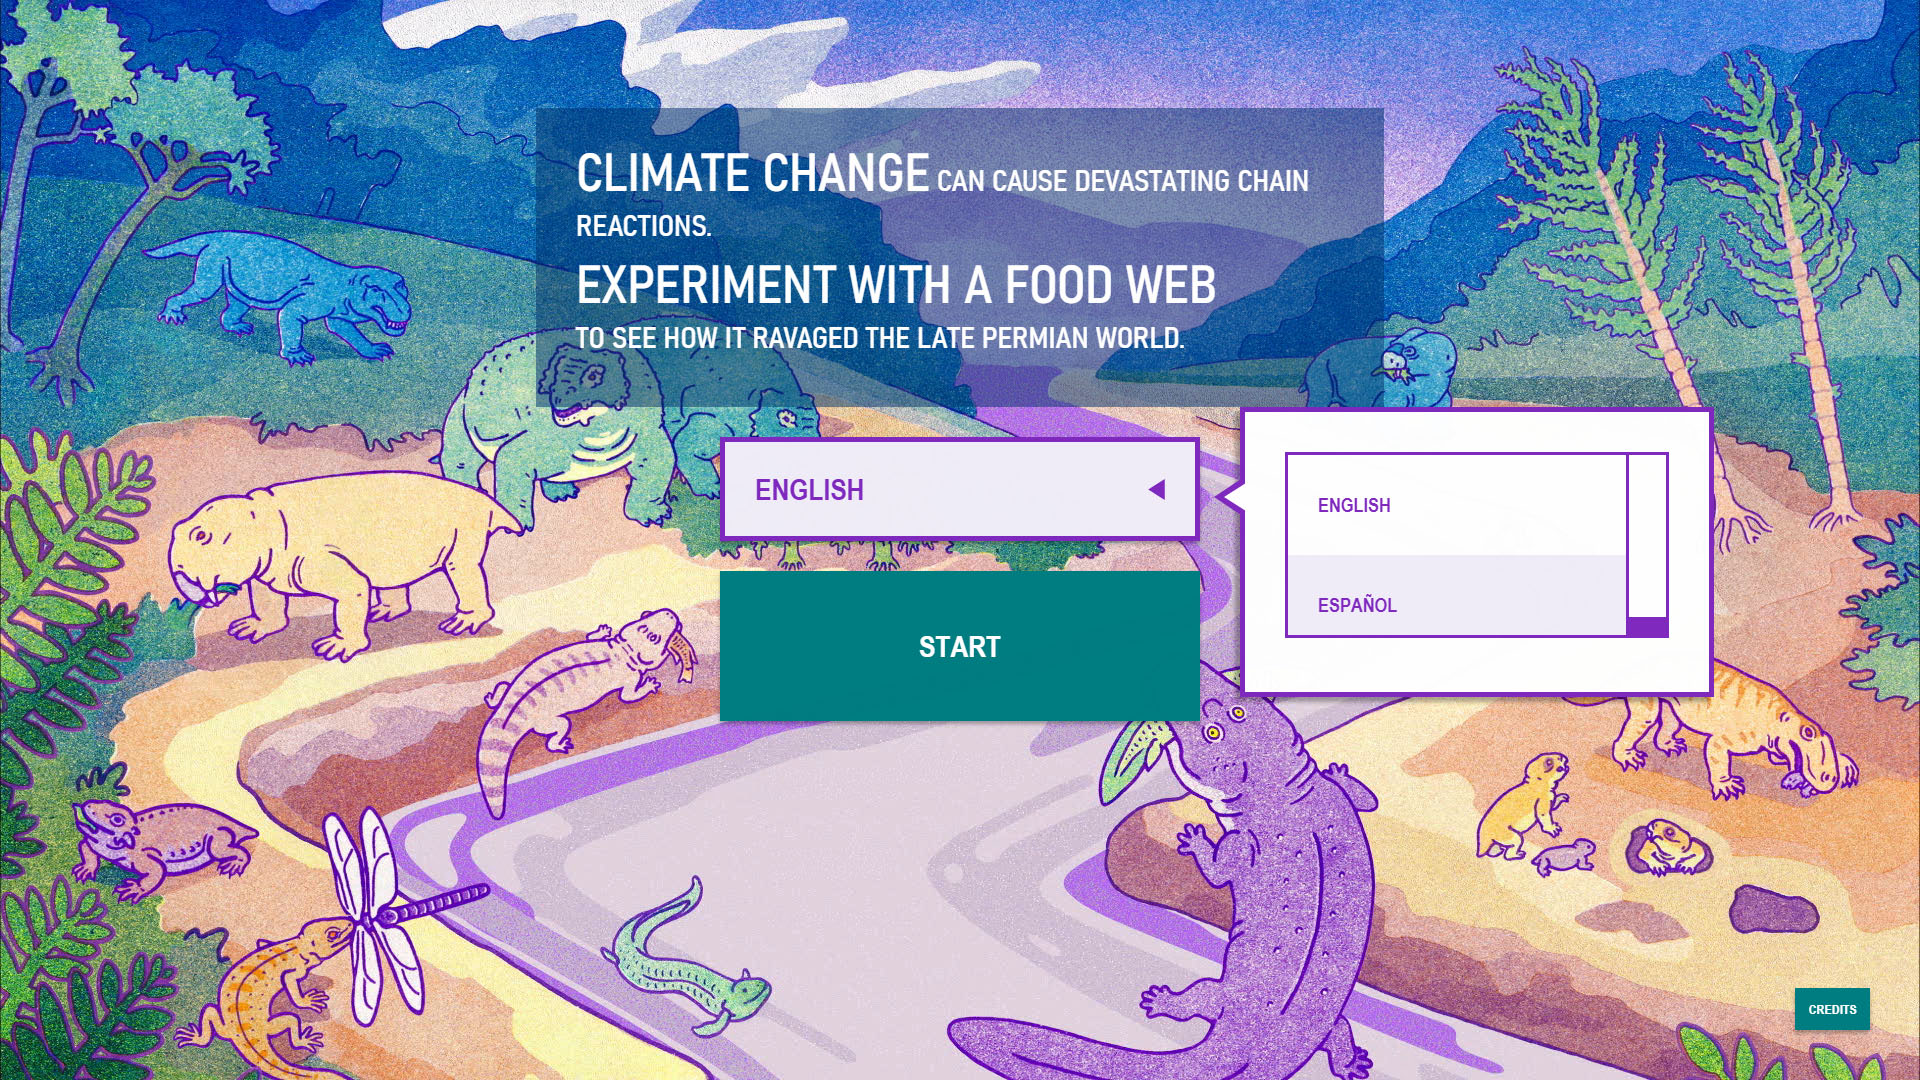 CLIMATE CHANGE CAN CAUSE DEVASTATING CHAIN
REACTIONS.
EXPERIMENT WITH A FOOD WEB
TO SEE HOW IT RAVAGED THE LATE PERMIAN WORLD.
ENGLISH
ENGLISH
ESPAÑOL
START
CREDITS